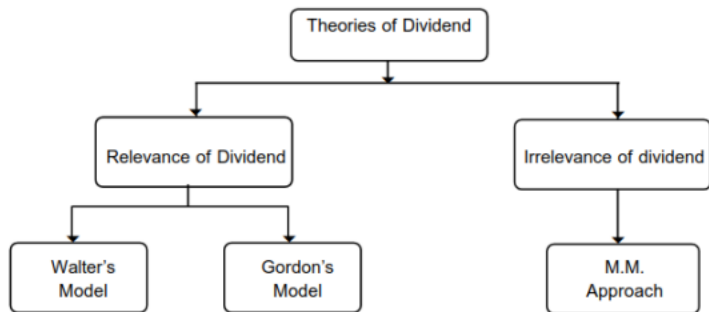 Theories of Dividend
Relevance of Dividend
Irrelevance of dividend
Walter's
Model
Gordon's
Model
M.M.
Approach